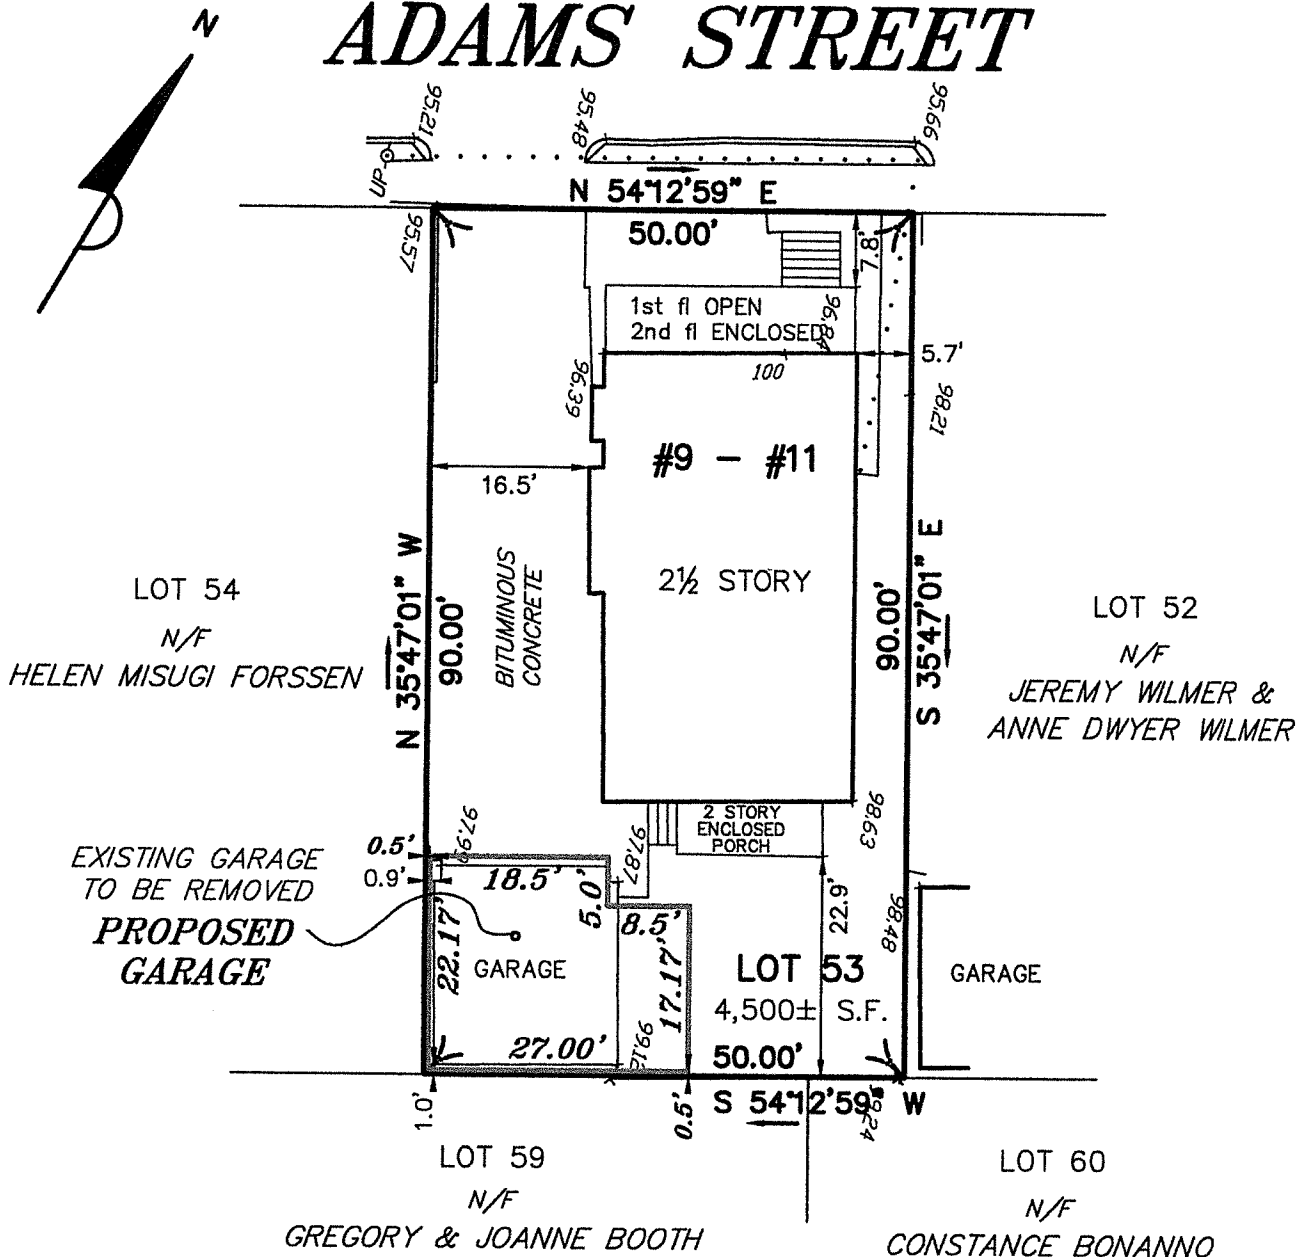 N
ADAMS STREET
95.21
95.48
95.66
UP
N 54°12'59" E
95.57
50.00'
7.8'
1st fl OPEN
2nd fl ENCLOSED
96.84
5.7'
100
96.39
98.21
#9 - #11
16.5'
BITUMINOUS
CONCRETE
2½ STORY
N 35°47'01" W
90.00'
90.00'
S 35°47'01" E
LOT 54
N/F
HELEN MISUGI FORSSEN
LOT 52
N/F
JEREMY WILMER &
ANNE DWYER WILMER
2 STORY
ENCLOSED
PORCH
98.63
97.87
0.5'
0.9'
EXISTING GARAGE
TO BE REMOVED
PROPOSED
GARAGE
18.5'
5.0'
8.5'
22.9'
98.48
22.17'
GARAGE
17.17'
LOT 53
4,500± S.F.
GARAGE
27.00'
50.00'
1.0'
0.5'
S 54°12'59" W
99.24
LOT 59
N/F
GREGORY & JOANNE BOOTH
LOT 60
N/F
CONSTANCE BONANNO